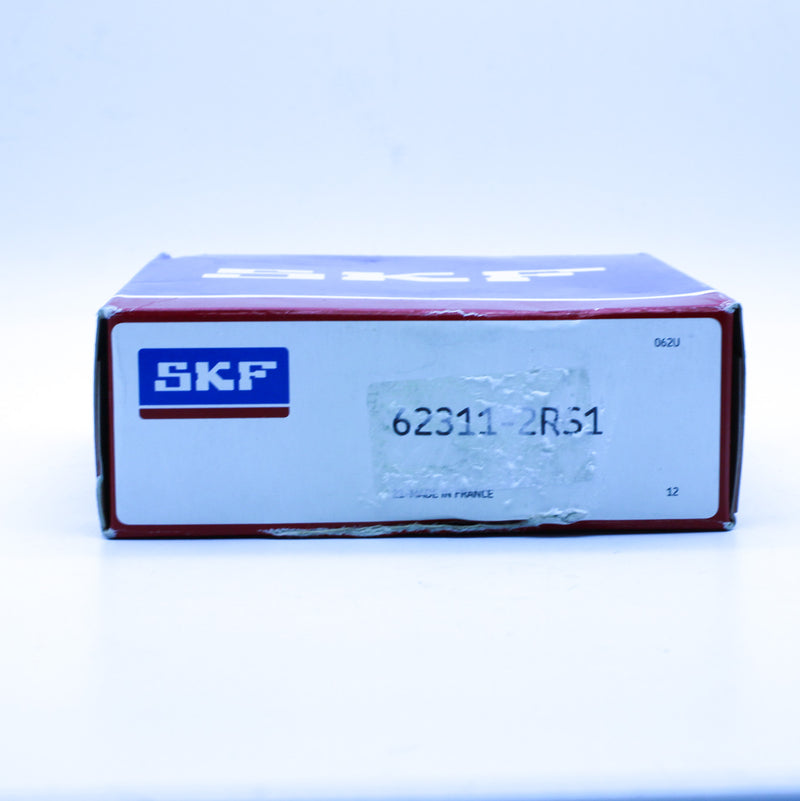 SKF
SKF
062U
62311-2RS1
MADE IN FRANCE
12